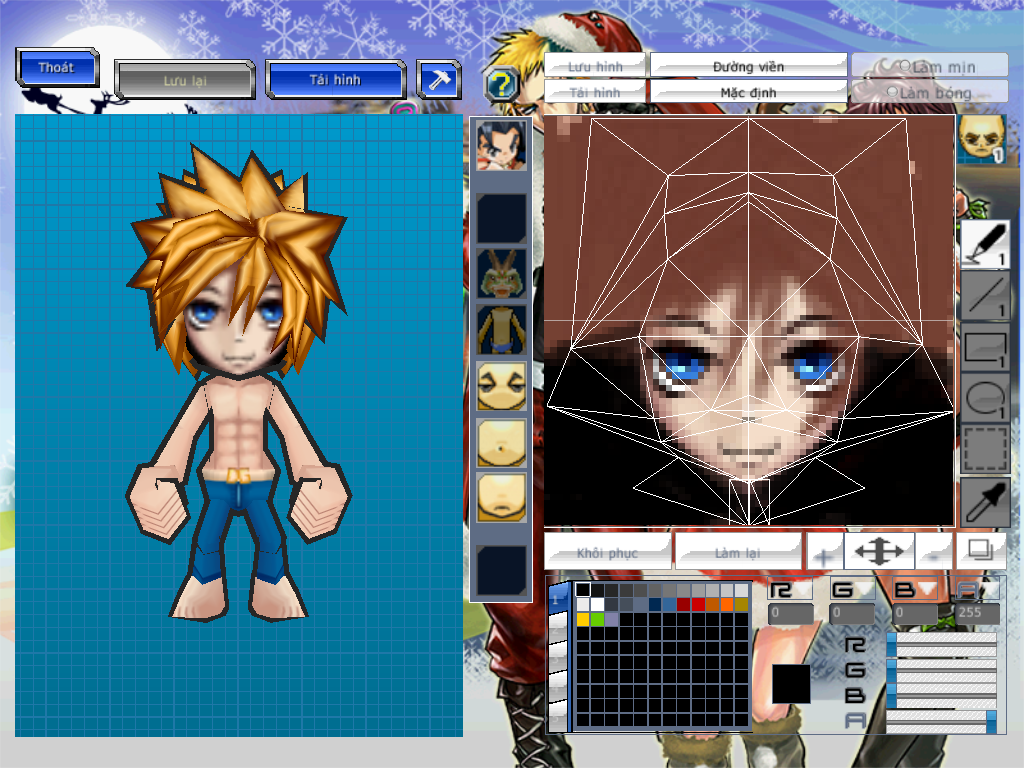 Thoát
Lưu lại
Tải hình
?
Lưu hình
Đường viền
Làm mịn
Tải hình
Mặc định
Làm bóng
1
1
1
1
1
Khôi phục
Làm lại
+
-
1
R G B A
0 0 0 255
R
G
B
A